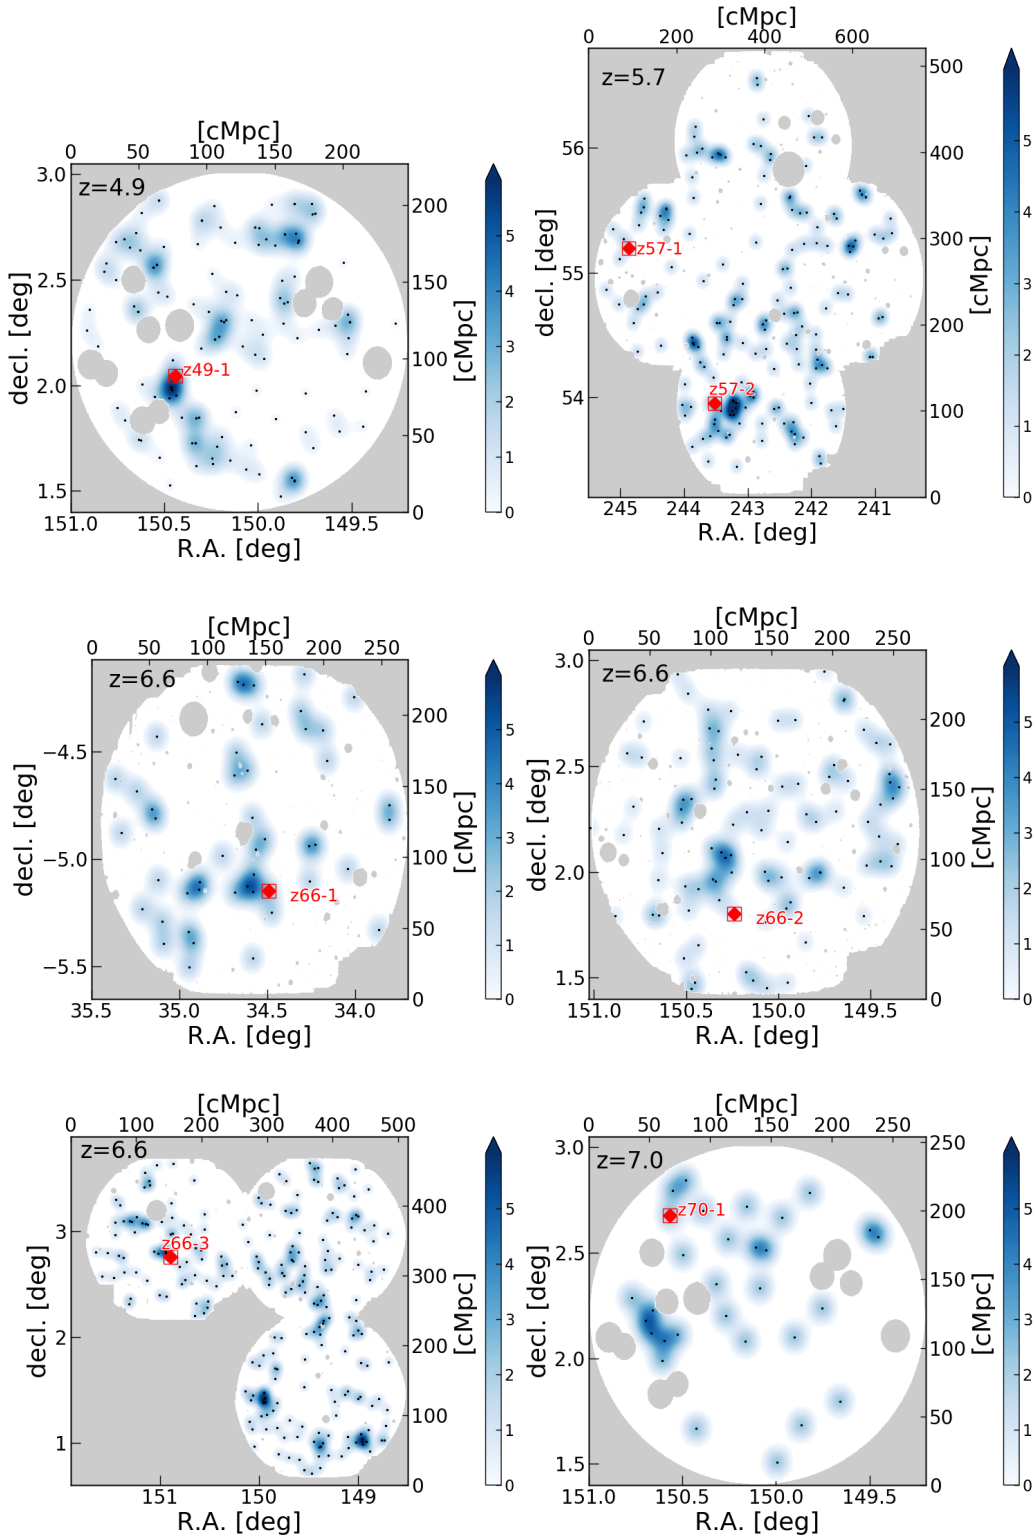 [cMpc]
0 50 100 150 200
z=4.9
z49-1
3.0
2.5
2.0
1.5
decl. [deg]
151.0 150.5 150.0 149.5
R.A. [deg]
200
150
100
50
0
[cMpc]
5
4
3
2
1
0
[cMpc]
0 200 400 600
z=5.7
z57-1
z57-2
56
55
54
decl. [deg]
245 244 243 242 241
R.A. [deg]
500
400
300
200
100
0
[cMpc]
5
4
3
2
1
0
[cMpc]
0 50 100 150 200 250
z=6.6
z66-1
−4.5
−5.0
−5.5
decl. [deg]
35.5 35.0 34.5 34.0
R.A. [deg]
200
150
100
50
0
[cMpc]
5
4
3
2
1
0
[cMpc]
0 50 100 150 200 250
z=6.6
z66-2
3.0
2.5
2.0
1.5
decl. [deg]
151.0 150.5 150.0 149.5
R.A. [deg]
200
150
100
50
0
[cMpc]
5
4
3
2
1
0
[cMpc]
0 100 200 300 400 500
z=6.6
z66-3
3
2
1
decl. [deg]
151 150 149
R.A. [deg]
400
300
200
100
0
[cMpc]
5
4
3
2
1
0
[cMpc]
0 50 100 150 200 250
z=7.0
z70-1
3.0
2.5
2.0
1.5
decl. [deg]
151.0 150.5 150.0 149.5
R.A. [deg]
250
200
150
100
50
0
[cMpc]
5
4
3
2
1
0